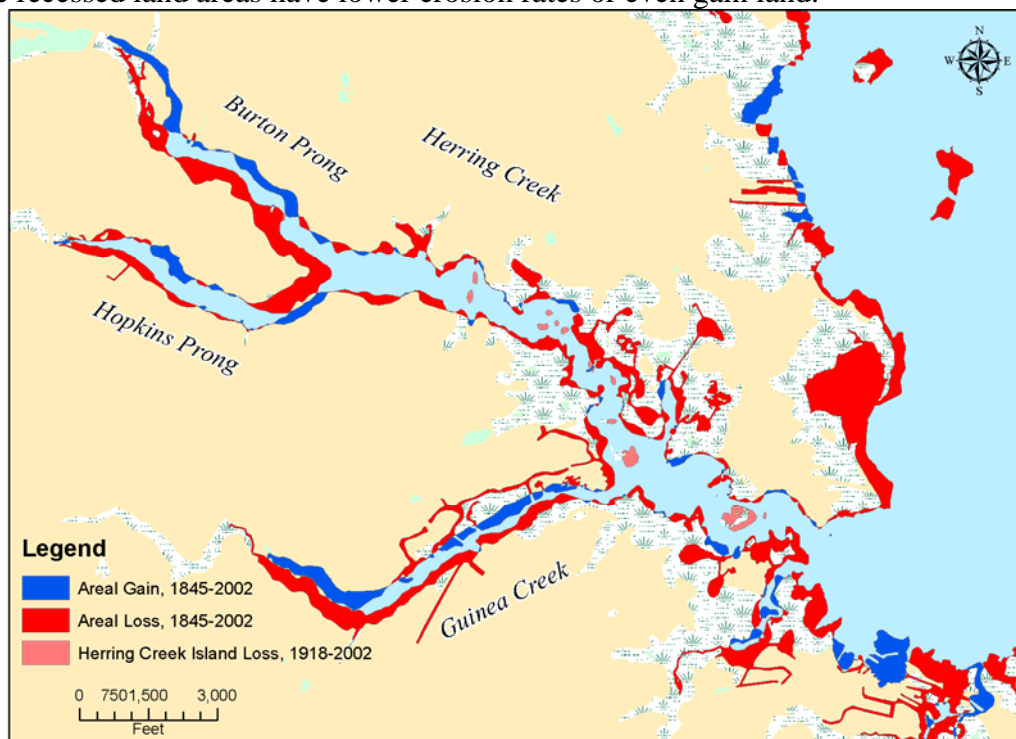 recessed land areas have lower erosion rates or even gain land.
N
W E
S
Burton Prong
Herring Creek
Hopkins Prong
Guinea Creek
Legend
Areal Gain, 1845-2002
Areal Loss, 1845-2002
Herring Creek Island Loss, 1918-2002
0 7501,500 3,000
Feet